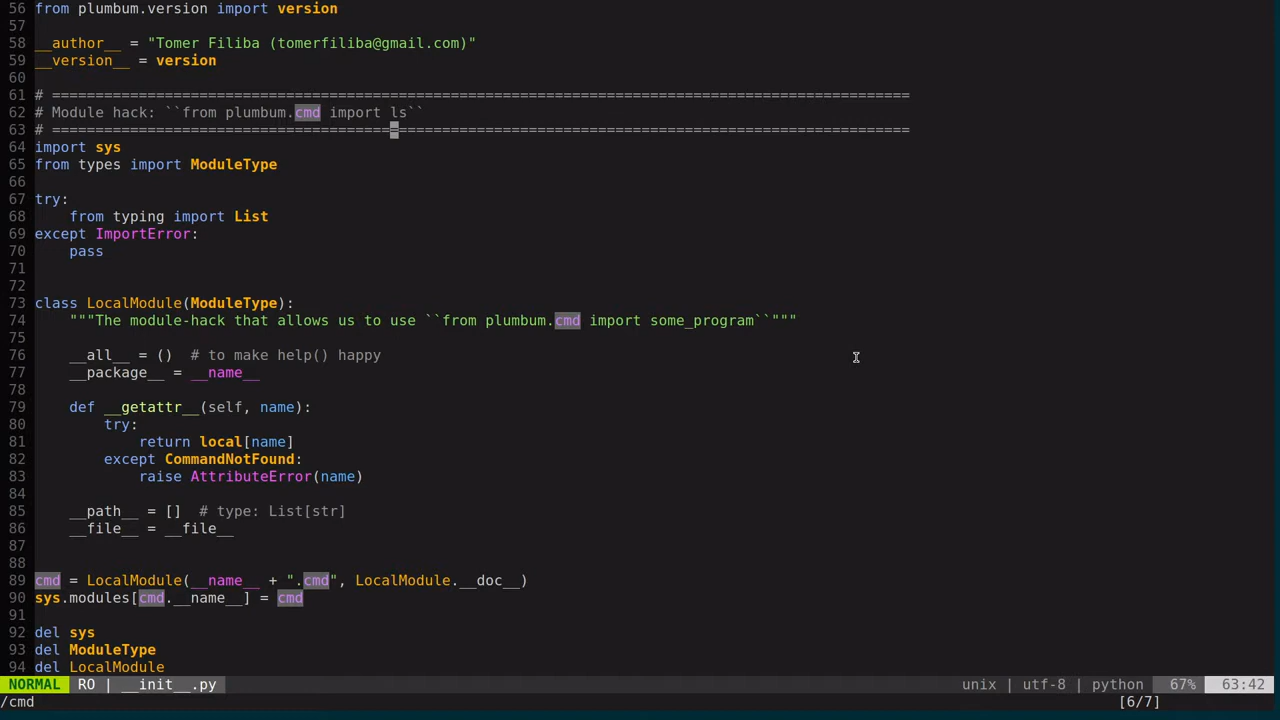 56 from plumbum.version import version
57
58 __author__ = "Tomer Filiba (tomerfiliba@gmail.com)"
59 __version__ = version
60
61 # ===================================================================================================
62 # Module hack: ``from plumbum.cmd import ls``
63 # ===================================================================================================
64 import sys
65 from types import ModuleType
66
67 try:
68     from typing import List
69 except ImportError:
70     pass
71
72
73 class LocalModule(ModuleType):
74     """The module-hack that allows us to use ``from plumbum.cmd import some_program``"""
75
76     __all__ = ()  # to make help() happy
77     __package__ = __name__
78
79     def __getattr__(self, name):
80         try:
81             return local[name]
82         except CommandNotFound:
83             raise AttributeError(name)
84
85     __path__ = []  # type: List[str]
86     __file__ = __file__
87
88
89 cmd = LocalModule(__name__ + ".cmd", LocalModule.__doc__)
90 sys.modules[cmd.__name__] = cmd
91
92 del sys
93 del ModuleType
94 del LocalModule
NORMAL RO | __init__.py unix | utf-8 | python 67% 63:42
/cmd [6/7]